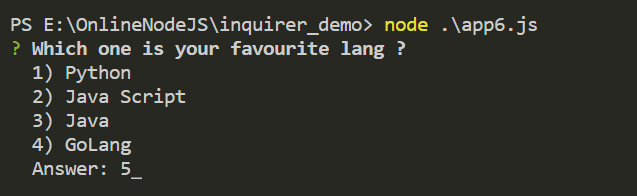 PS E:\OnlineNodeJS\inquirer_demo> node .\app6.js
? Which one is your favourite lang ?
1) Python
2) Java Script
3) Java
4) GoLang
Answer: 5_